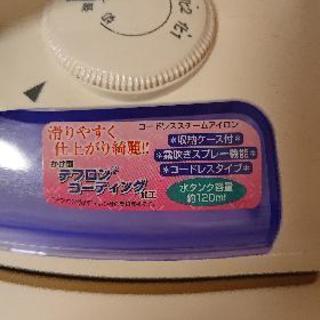 切
コードレススチームアイロン
滑りやすく
仕上がり綺麗!!
かけ面
テフロン
コーティング加工
＊収納ケース付＊
＊霧吹きスプレー機能＊
＊コードレスタイプ＊
水タンク容量
約120ml